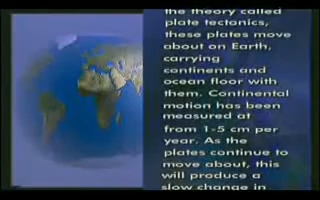 the theory called
plate tectonics,
these plates move
about on Earth,
carrying
continents and
ocean floor with
them. Continental
motion has been
measured at
from 1-5 cm per
year. As the
plates continue to
move about, this
will produce a
slow change in